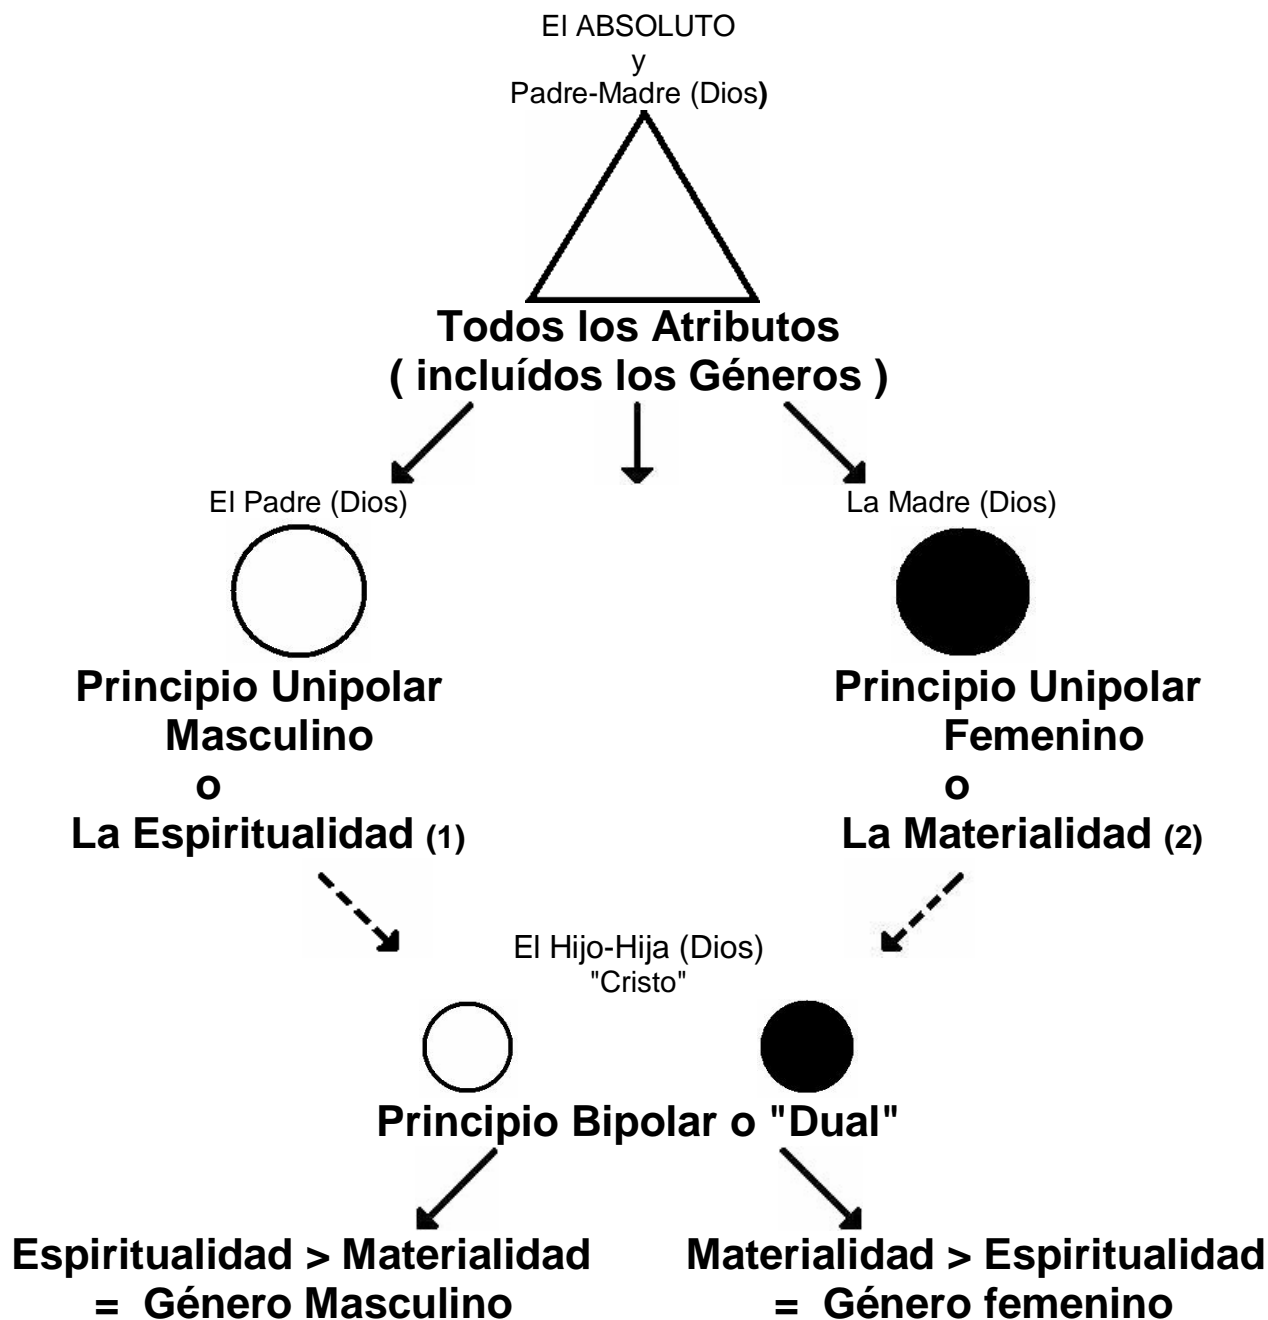 El ABSOLUTO
y
Padre-Madre (Dios)
Todos los Atributos
( incluídos los Géneros )
El Padre (Dios)
La Madre (Dios)
Principio Unipolar
Masculino
o
La Espiritualidad (1)
Principio Unipolar
Femenino
o
La Materialidad (2)
El Hijo-Hija (Dios)
"Cristo"
Principio Bipolar o "Dual"
Espiritualidad > Materialidad
= Género Masculino
Materialidad > Espiritualidad
= Género femenino